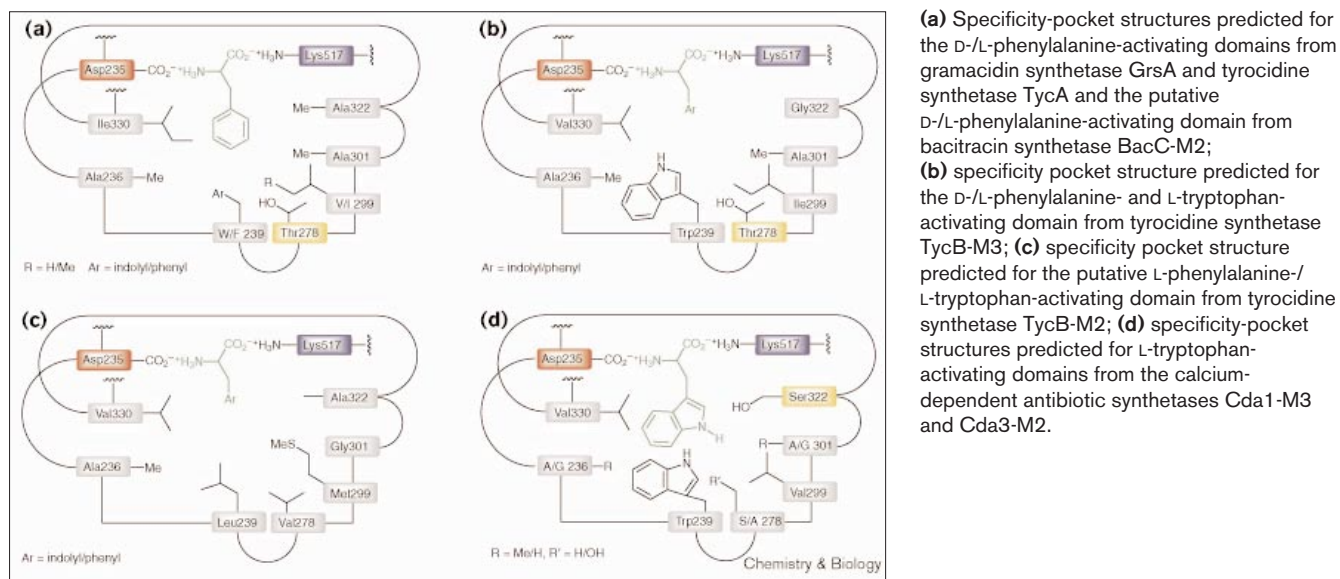 (a)
CO₂⁻⁺H₃N
Lys517
Asp235
CO₂⁻⁺H₃N
Me
Ala322
Ile330
Me
Ala301
R
Ala236
Me
Ar
HO
V/I 299
W/F 239
Thr278
R = H/Me Ar = indolyl/phenyl
(b)
CO₂⁻⁺H₃N
Lys517
Asp235
CO₂⁻⁺H₃N
Ar
Gly322
Val330
H
N
Me
Ala301
Ala236
Me
HO
Ile299
Trp239
Thr278
Ar = indolyl/phenyl
(c)
CO₂⁻⁺H₃N
Lys517
Asp235
CO₂⁻⁺H₃N
Ar
Ala322
Val330
MeS
Gly301
Ala236
Me
Met299
Leu239
Val278
Ar = indolyl/phenyl
(d)
CO₂⁻⁺H₃N
Lys517
Asp235
CO₂⁻⁺H₃N
Val330
HO
Ser322
N
H
H
N
R
A/G 301
A/G 236
R
R'
Val299
Trp239
S/A 278
R = Me/H, R' = H/OH
Chemistry & Biology
(a) Specificity-pocket structures predicted for
the D-/L-phenylalanine-activating domains from
gramacidin synthetase GrsA and tyrocidine
synthetase TycA and the putative
D-/L-phenylalanine-activating domain from
bacitracin synthetase BacC-M2;
(b) specificity pocket structure predicted for
the D-/L-phenylalanine- and L-tryptophan-
activating domain from tyrocidine synthetase
TycB-M3; (c) specificity pocket structure
predicted for the putative L-phenylalanine-/
L-tryptophan-activating domain from tyrocidine
synthetase TycB-M2; (d) specificity-pocket
structures predicted for L-tryptophan-
activating domains from the calcium-
dependent antibiotic synthetases Cda1-M3
and Cda3-M2.